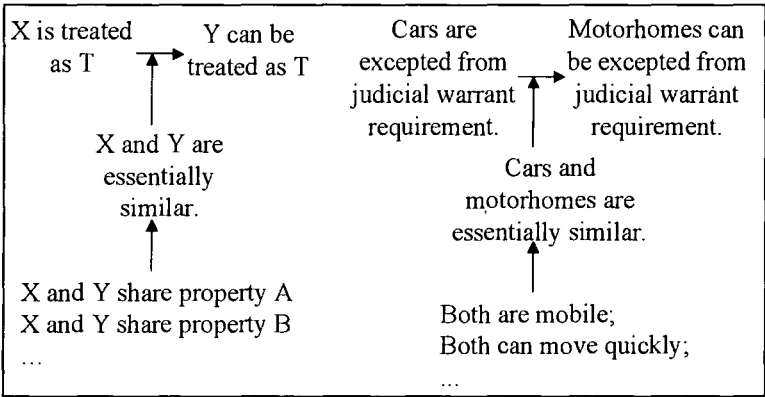 X is treated
as T
Y can be
treated as T
X and Y are
essentially
similar.
X and Y share property A
X and Y share property B
...
Cars are
excepted from
judicial warrant
requirement.
Motorhomes can
be excepted from
judicial warrant
requirement.
Cars and
motorhomes are
essentially similar.
Both are mobile;
Both can move quickly;
...